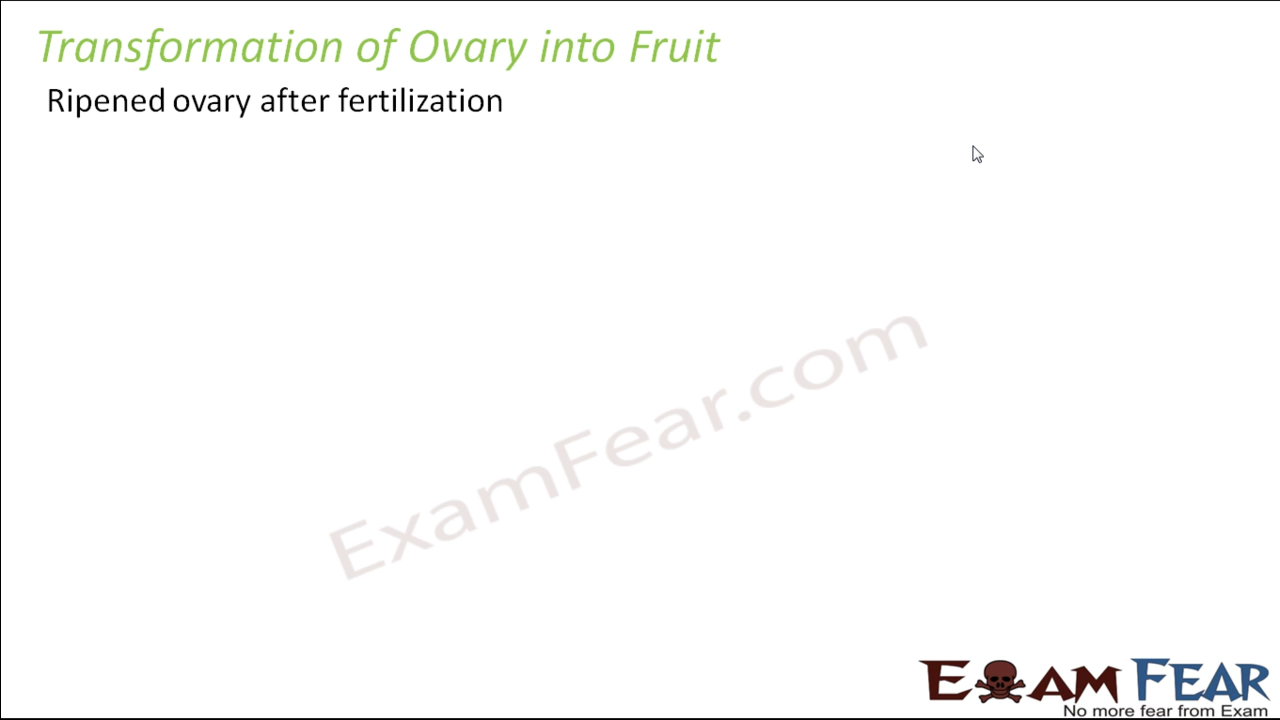 Transformation of Ovary into Fruit
Ripened ovary after fertilization
ExamFear.com
EXAM FEAR
No more fear from Exam